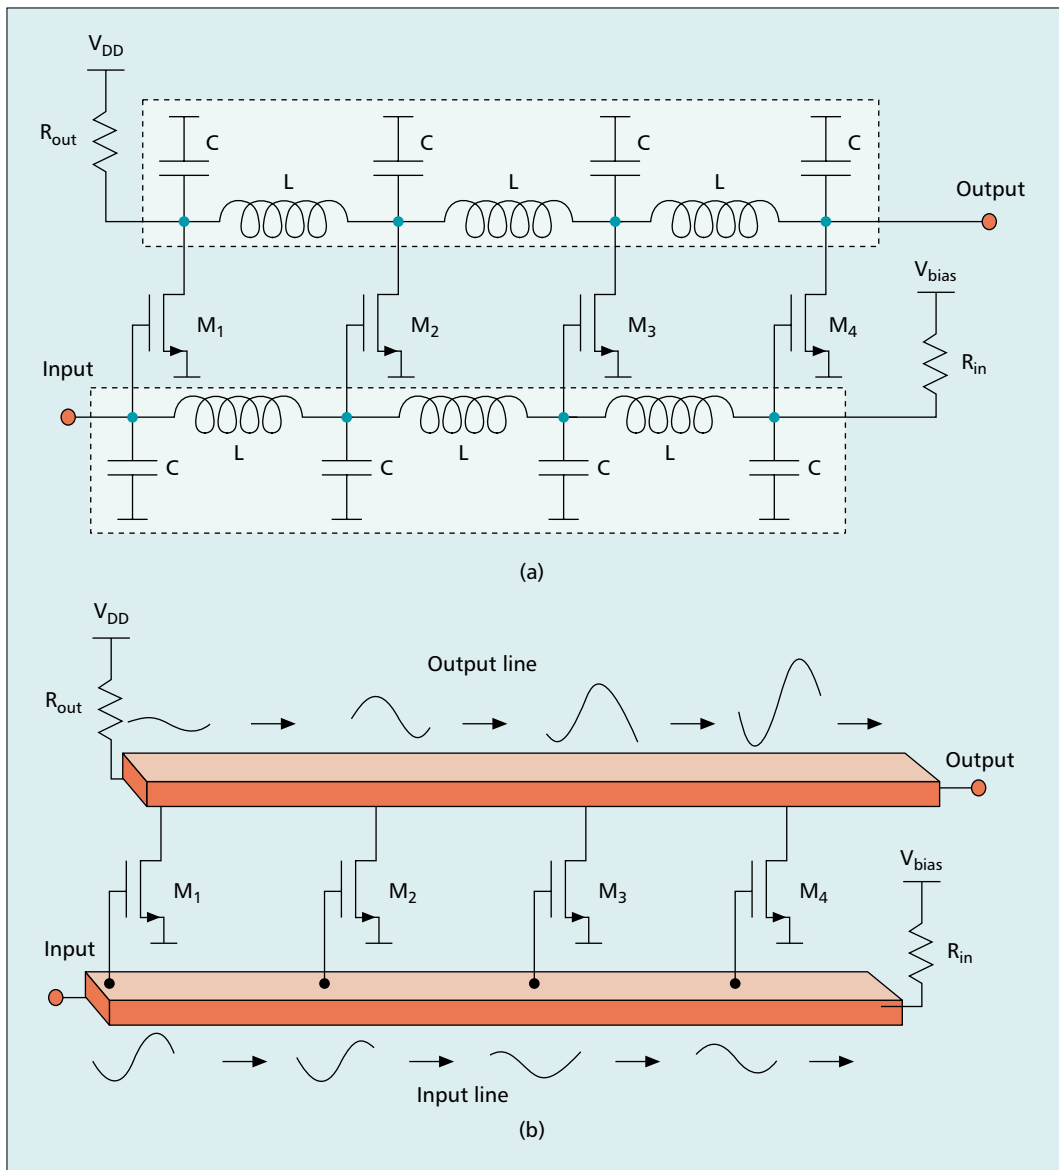 V_DD
R_out
C C C C
L L L
Output
V_bias
M_1 M_2 M_3 M_4
R_in
Input
L L L
C C C C
(a)
V_DD
Output line
R_out
Output
V_bias
M_1 M_2 M_3 M_4
Input
R_in
Input line
(b)